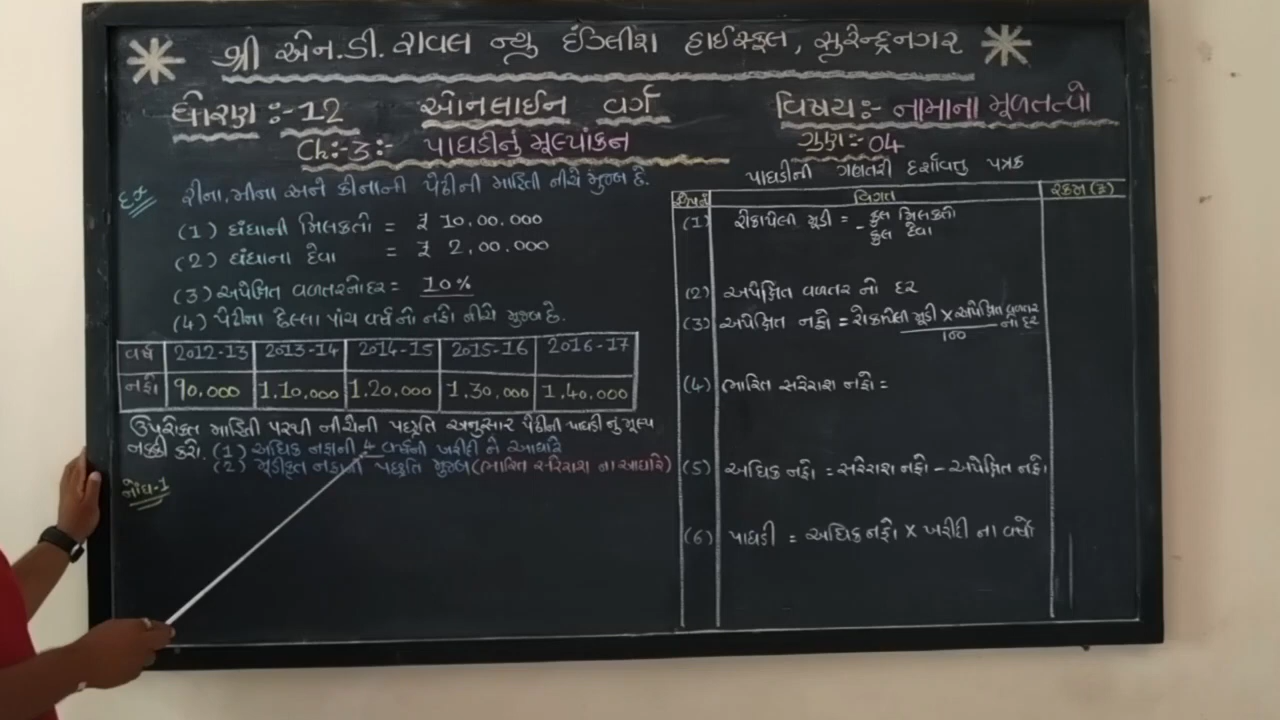 શ્રી એન.ડી. રાવલ ન્યુ ઇંગ્લીશ હાઈસ્કૂલ, સુરેન્દ્રનગર
ધોરણ :- 12 ઓનલાઈન વર્ગ વિષય:- નામાના મૂળતત્વો
Ch:-3:- પાઘડીનું મૂલ્યાંકન ગુણ:- 04
રીના, મીના અને કીનાની પેઢીની માહિતી નીચે મુજબ છે.
(1) ધંધાની મિલકતો = ₹ 10,00,000
(2) ધંધાના દેવા = ₹ 2,00,000
(3) અપેક્ષિત વળતરનો દર = 10%
(4) પેઢીના છેલ્લા પાંચ વર્ષ નો નફો નીચે મુજબ છે.
વર્ષ 2012-13 2013-14 2014-15 2015-16 2016-17
નફો 90,000 1,10,000 1,20,000 1,30,000 1,40,000
ઉપરોક્ત માહિતી પરથી નીચેની પદ્ધતિ અનુસાર પેઢીની પાઘડી નું મૂલ્ય
નક્કી કરો. (1) અધિક નફાની 4 વર્ષની ખરીદી ને આધારે
(2) મૂડીકૃત નફાની પદ્ધતિ મુજબ (ભારિત સરેરાશ ના આધારે)
નોંધ-1
પાઘડીની ગણતરી દર્શાવતુ પત્રક
વિગત રકમ (₹)
(1) રોકાયેલી મૂડી = કુલ મિલકતો
- કુલ દેવા
(2) અપેક્ષિત વળતર નો દર
(3) અપેક્ષિત નફો = રોકાયેલી મૂડી × અપેક્ષિત વળતર નો દર
100
(4) ભારિત સરેરાશ નફો =
(5) અધિક નફો = સરેરાશ નફો - અપેક્ષિત નફો
(6) પાઘડી = અધિક નફો × ખરીદી ના વર્ષો